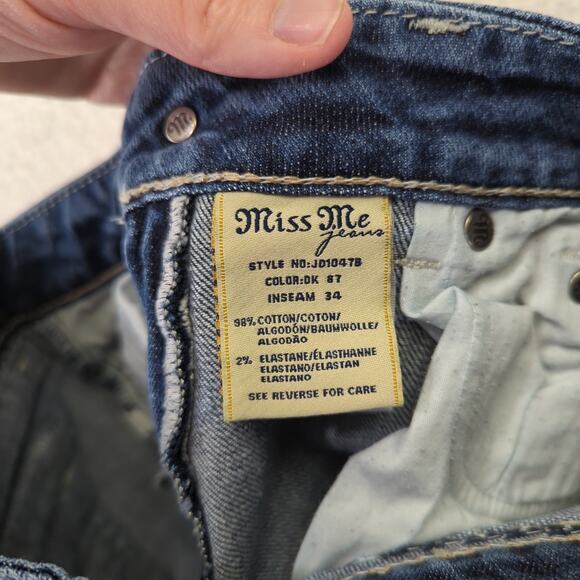 Miss Me
jeans
STYLE NO:JD1047B
COLOR:DK 87
INSEAM 34
98% COTTON/COTON/
ALGODÓN/BAUMWOLLE/
ALGODÃO
2% ELASTANE/ÉLASTHANNE
ELASTANO/ELASTAN
ELASTANO
SEE REVERSE FOR CARE